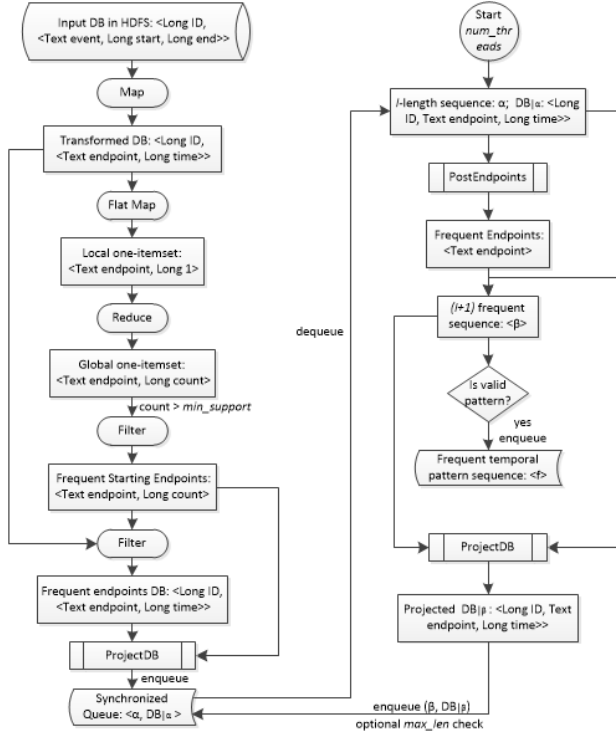 Input DB in HDFS: <Long ID,
<Text event, Long start, Long end>>
Map
Transformed DB: <Long ID,
<Text endpoint, Long time>>
Flat Map
Local one-itemset:
<Text endpoint, Long 1>
Reduce
Global one-itemset:
<Text endpoint, Long count>
count > min_support
Filter
Frequent Starting Endpoints:
<Text endpoint, Long count>
Filter
Frequent endpoints DB: <Long ID,
<Text endpoint, Long time>>
ProjectDB
enqueue
Synchronized
Queue: <α, DB|α >
dequeue
Start
num_thr
eads
l-length sequence: α; DB|α: <Long
ID, Text endpoint, Long time>>
PostEndpoints
Frequent Endpoints:
<Text endpoint>
(l+1) frequent
sequence: <β>
Is valid
pattern?
yes
enqueue
Frequent temporal
pattern sequence: <f>
ProjectDB
Projected DB|β : <Long ID, Text
endpoint, Long time>>
enqueue (β, DB|β)
optional max_len check